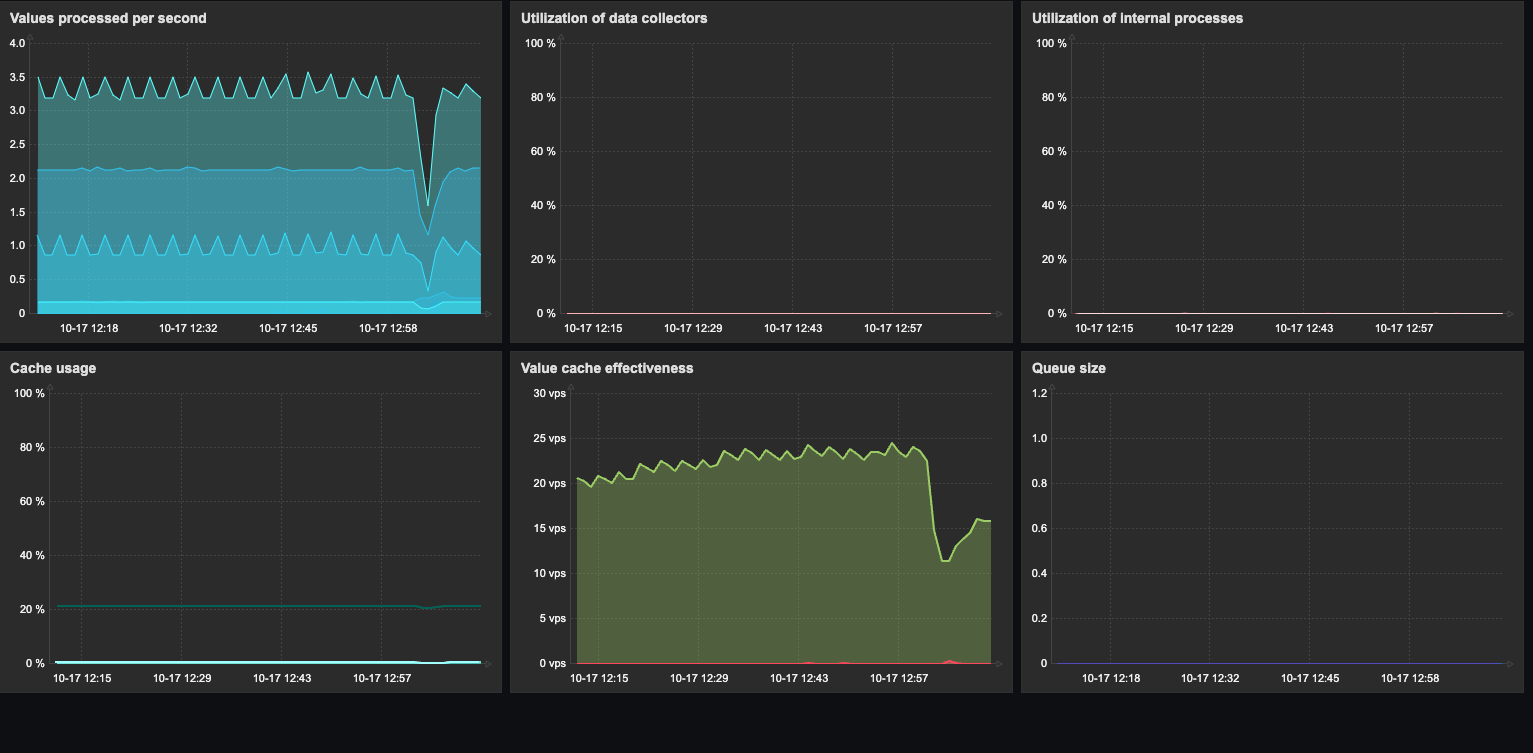 Values processed per second
4.0
3.5
3.0
2.5
2.0
1.5
1.0
0.5
0
10-17 12:18 10-17 12:32 10-17 12:45 10-17 12:58
Utilization of data collectors
100 %
80 %
60 %
40 %
20 %
0 %
10-17 12:15 10-17 12:29 10-17 12:43 10-17 12:57
Utilization of internal processes
100 %
80 %
60 %
40 %
20 %
0 %
10-17 12:15 10-17 12:29 10-17 12:43 10-17 12:57
Cache usage
100 %
80 %
60 %
40 %
20 %
0 %
10-17 12:15 10-17 12:29 10-17 12:43 10-17 12:57
Value cache effectiveness
30 vps
25 vps
20 vps
15 vps
10 vps
5 vps
0 vps
10-17 12:15 10-17 12:29 10-17 12:43 10-17 12:57
Queue size
1.2
1.0
0.8
0.6
0.4
0.2
0
10-17 12:18 10-17 12:32 10-17 12:45 10-17 12:58